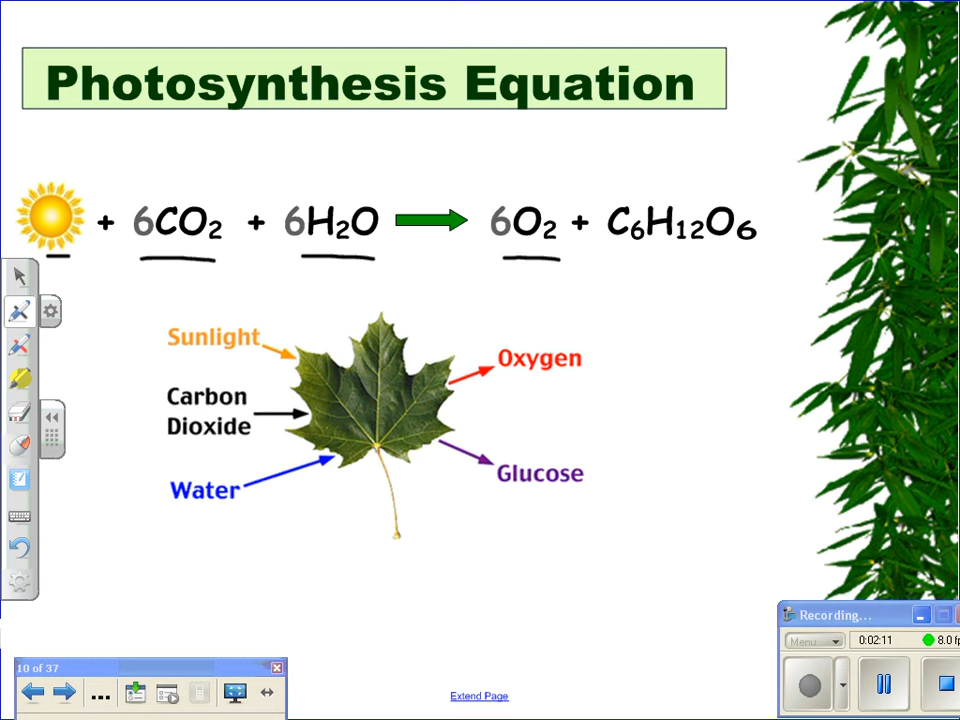 Photosynthesis Equation
+ 6CO₂ + 6H₂O 6O₂ + C₆H₁₂O₆
Sunlight
Oxygen
Carbon
Dioxide
Glucose
Water
Recording...
Menu
0:02:11
8.0 fp
10 of 37
Extend Page